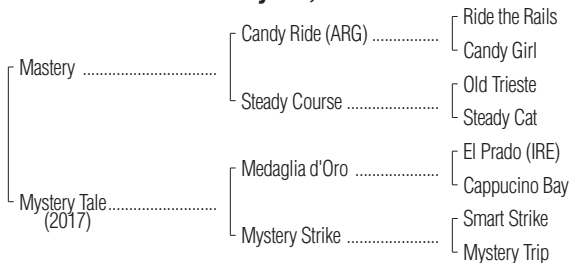 Ride the Rails
Candy Ride (ARG) ................
Candy Girl
Mastery ................................
Old Trieste
Steady Course .....................
Steady Cat
El Prado (IRE)
Medaglia d'Oro ....................
Cappucino Bay
Mystery Tale..........................
(2017)
Smart Strike
Mystery Strike ......................
Mystery Trip